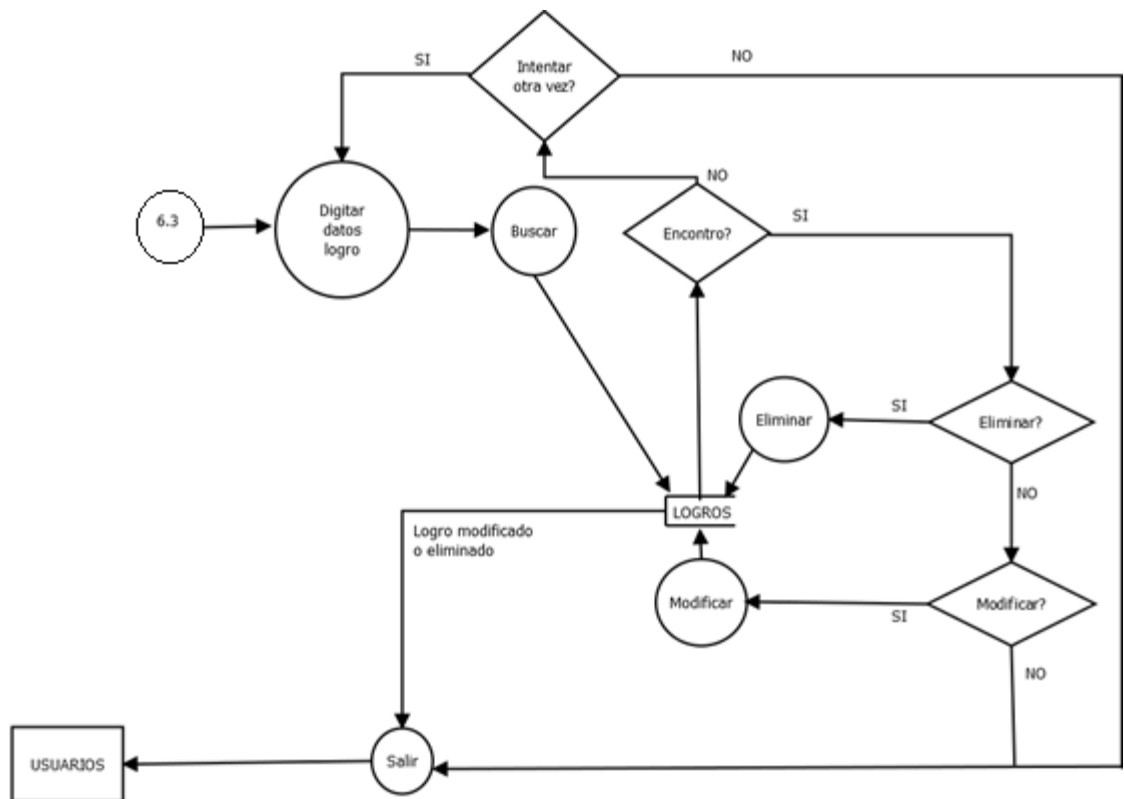 SI
Intentar
otra vez?
NO
6.3
Digitar
datos
logro
Buscar
NO
Encontro?
SI
Eliminar
SI
Eliminar?
NO
LOGROS
Logro modificado
o eliminado
Modificar
SI
Modificar?
NO
USUARIOS
Salir